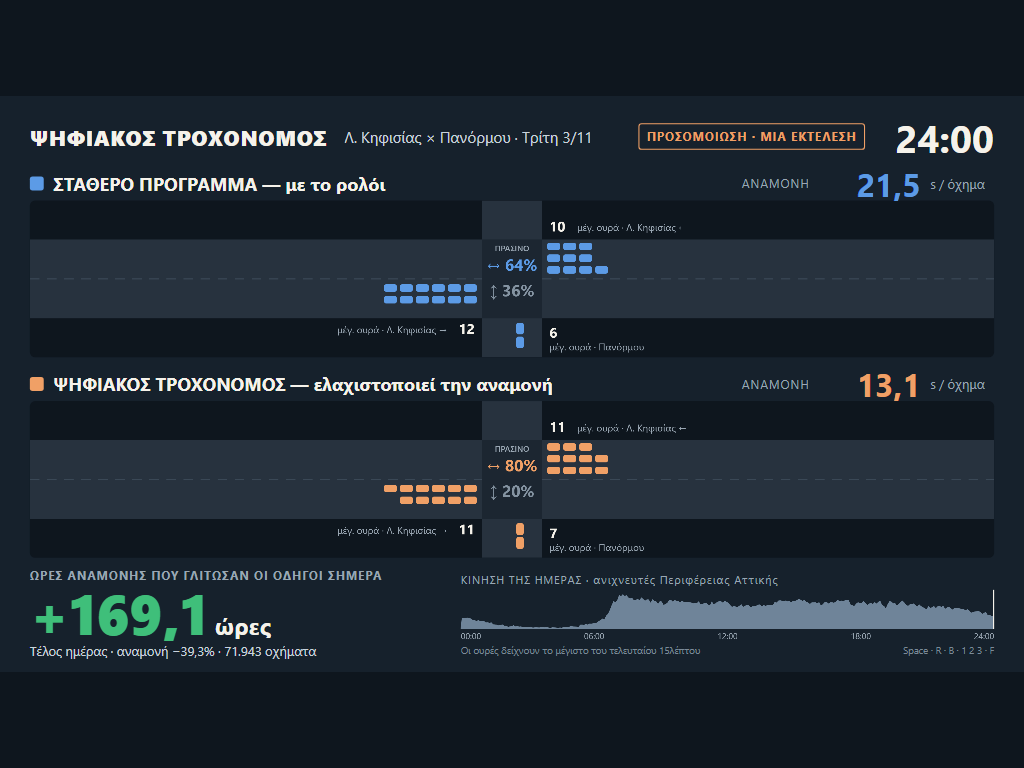 ΨΗΦΙΑΚΟΣ ΤΡΟΧΟΝΟΜΟΣ Λ. Κηφισίας × Πανόρμου · Τρίτη 3/11 ΠΡΟΣΟΜΟΙΩΣΗ · ΜΙΑ ΕΚΤΕΛΕΣΗ 24:00
ΣΤΑΘΕΡΟ ΠΡΟΓΡΑΜΜΑ — με το ρολόι ΑΝΑΜΟΝΗ 21,5 s / όχημα
10 μέγ. ουρά · Λ. Κηφισίας
ΠΡΑΣΙΝΟ
↔ 64%
↕ 36%
μέγ. ουρά · Λ. Κηφισίας → 12
6
μέγ. ουρά · Πανόρμου
ΨΗΦΙΑΚΟΣ ΤΡΟΧΟΝΟΜΟΣ — ελαχιστοποιεί την αναμονή ΑΝΑΜΟΝΗ 13,1 s / όχημα
11 μέγ. ουρά · Λ. Κηφισίας ←
ΠΡΑΣΙΝΟ
↔ 80%
↕ 20%
μέγ. ουρά · Λ. Κηφισίας 11
7
μέγ. ουρά · Πανόρμου
ΩΡΕΣ ΑΝΑΜΟΝΗΣ ΠΟΥ ΓΛΙΤΩΣΑΝ ΟΙ ΟΔΗΓΟΙ ΣΗΜΕΡΑ
+169,1 ώρες
Τέλος ημέρας · αναμονή −39,3% · 71.943 οχήματα
ΚΙΝΗΣΗ ΤΗΣ ΗΜΕΡΑΣ · ανιχνευτές Περιφέρειας Αττικής
00:00 06:00 12:00 18:00 24:00
Οι ουρές δείχνουν το μέγιστο του τελευταίου 15λέπτου Space · R · B · 1 2 3 · F